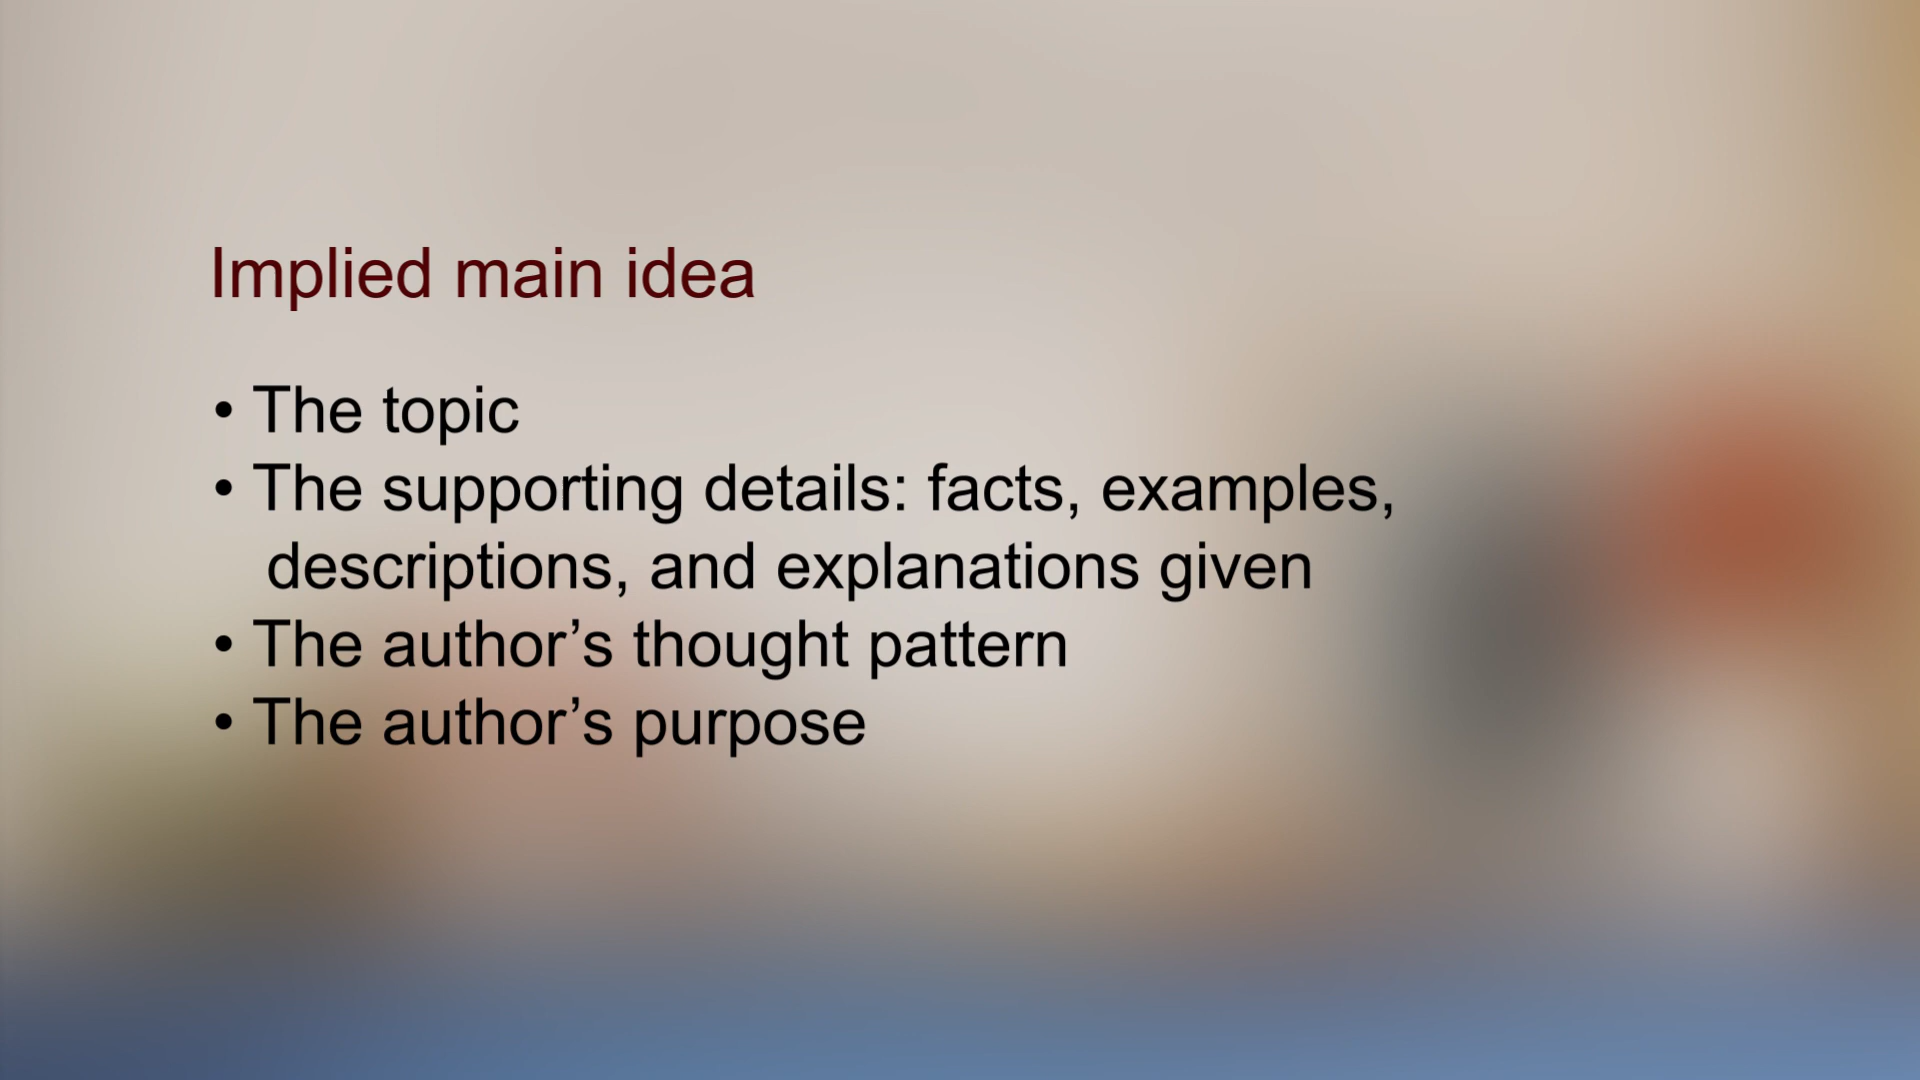 Implied main idea
• The topic
• The supporting details: facts, examples,
descriptions, and explanations given
• The author’s thought pattern
• The author’s purpose